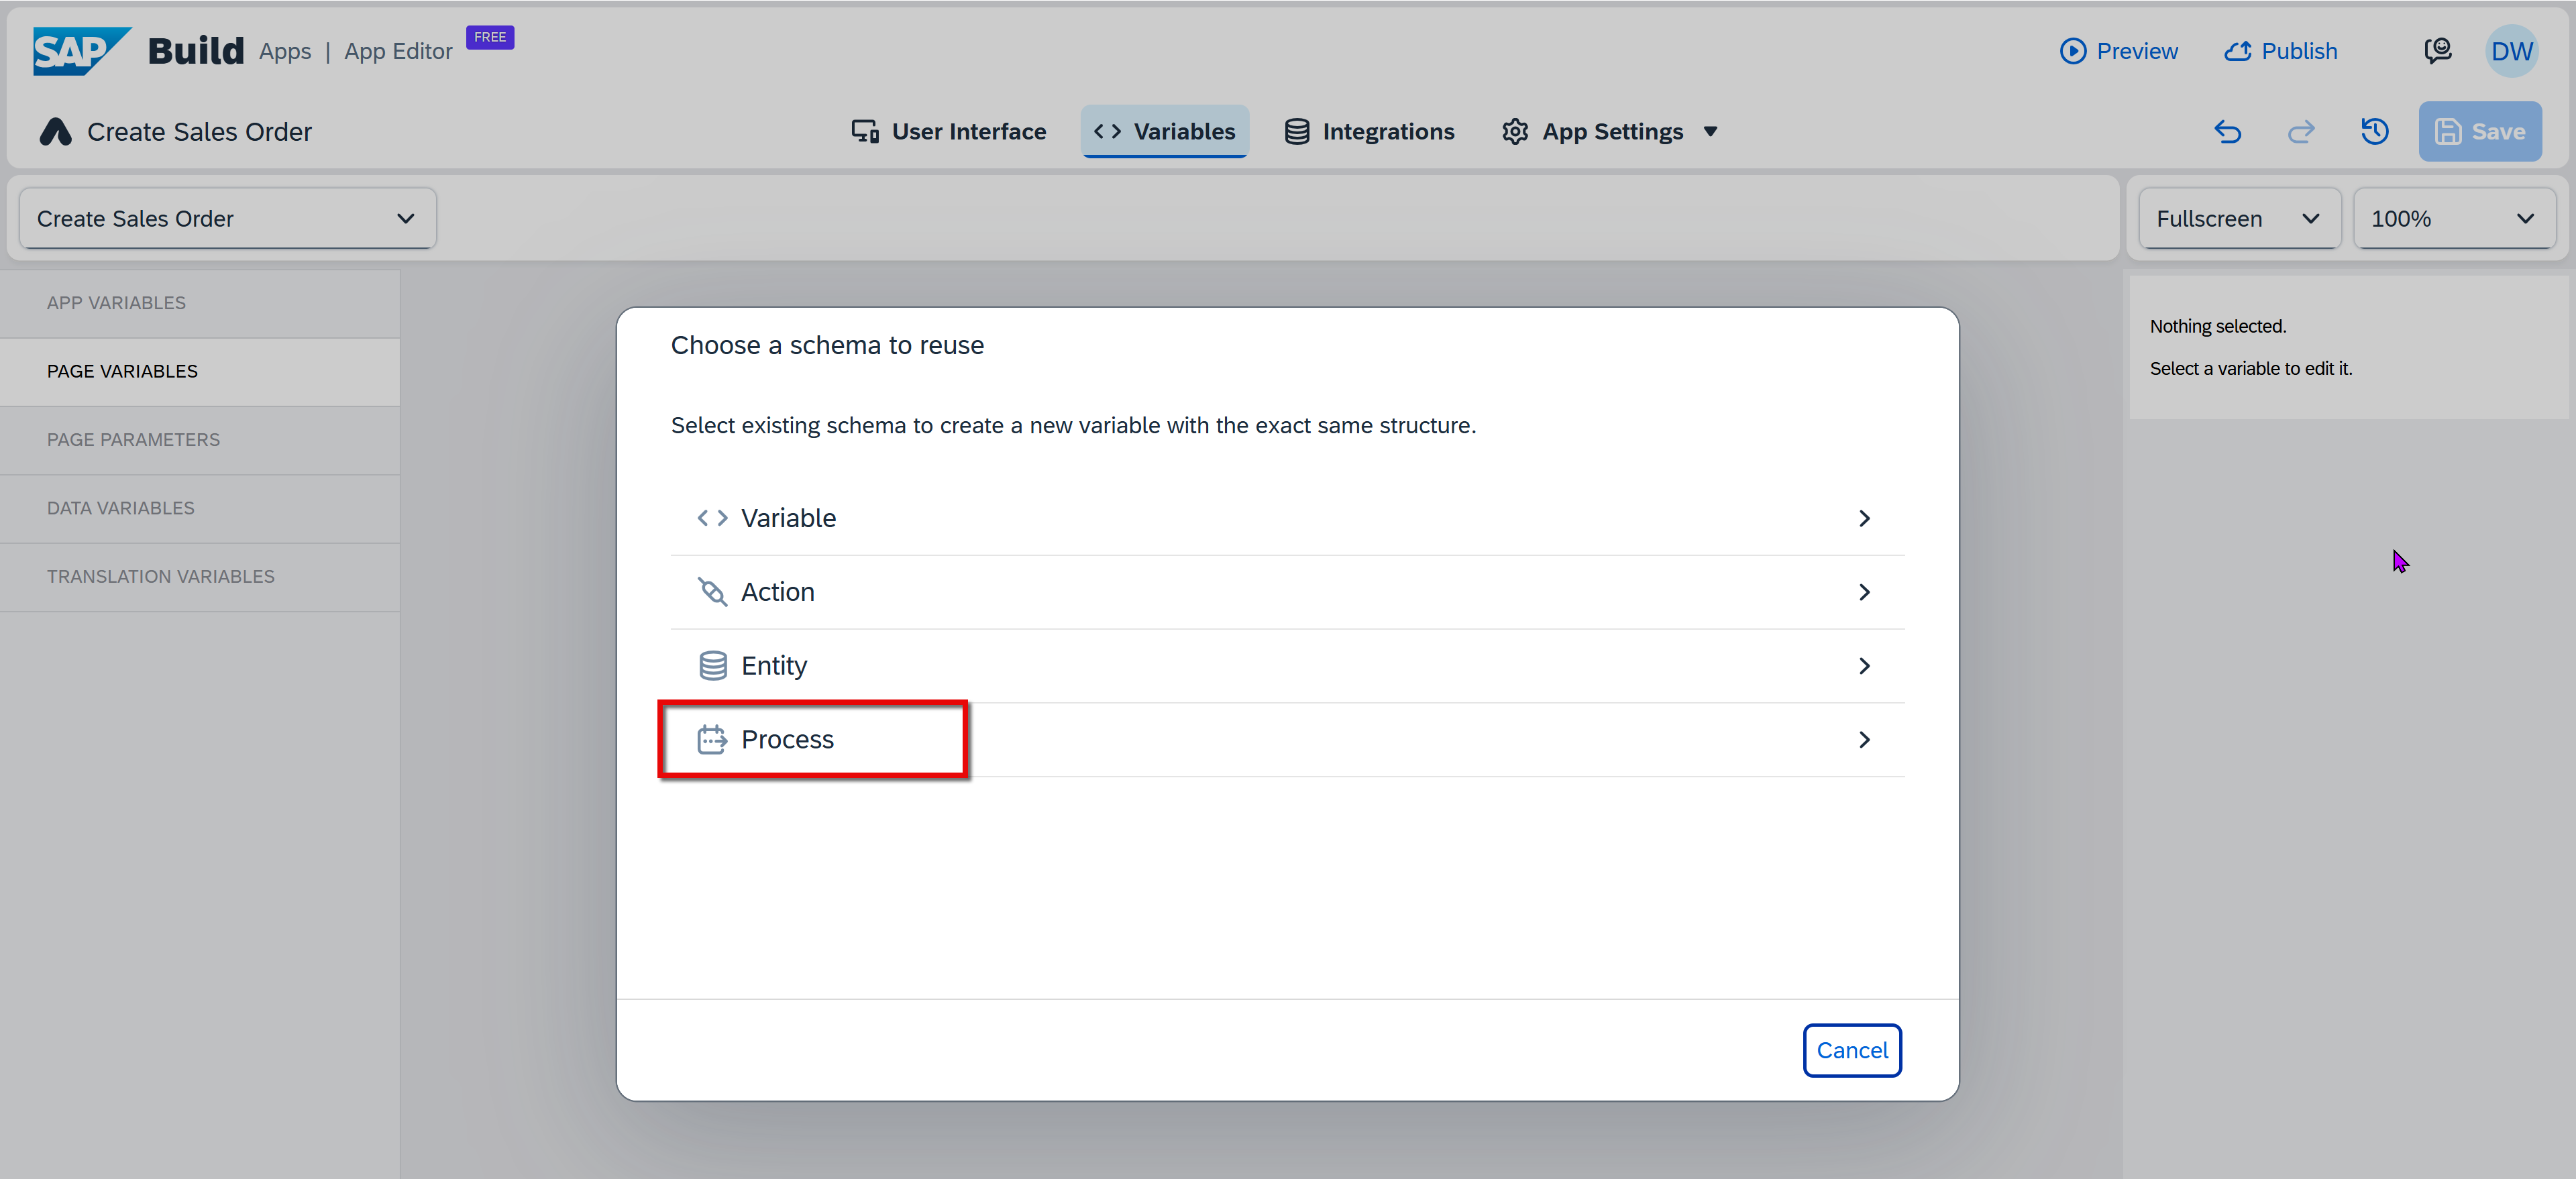 SAP Build Apps | App Editor FREE
Preview Publish DW
Create Sales Order
User Interface Variables Integrations App Settings
Save
Create Sales Order
Fullscreen 100%
APP VARIABLES
PAGE VARIABLES
PAGE PARAMETERS
DATA VARIABLES
TRANSLATION VARIABLES
Choose a schema to reuse
Select existing schema to create a new variable with the exact same structure.
Variable
Action
Entity
Process
Cancel
Nothing selected.
Select a variable to edit it.